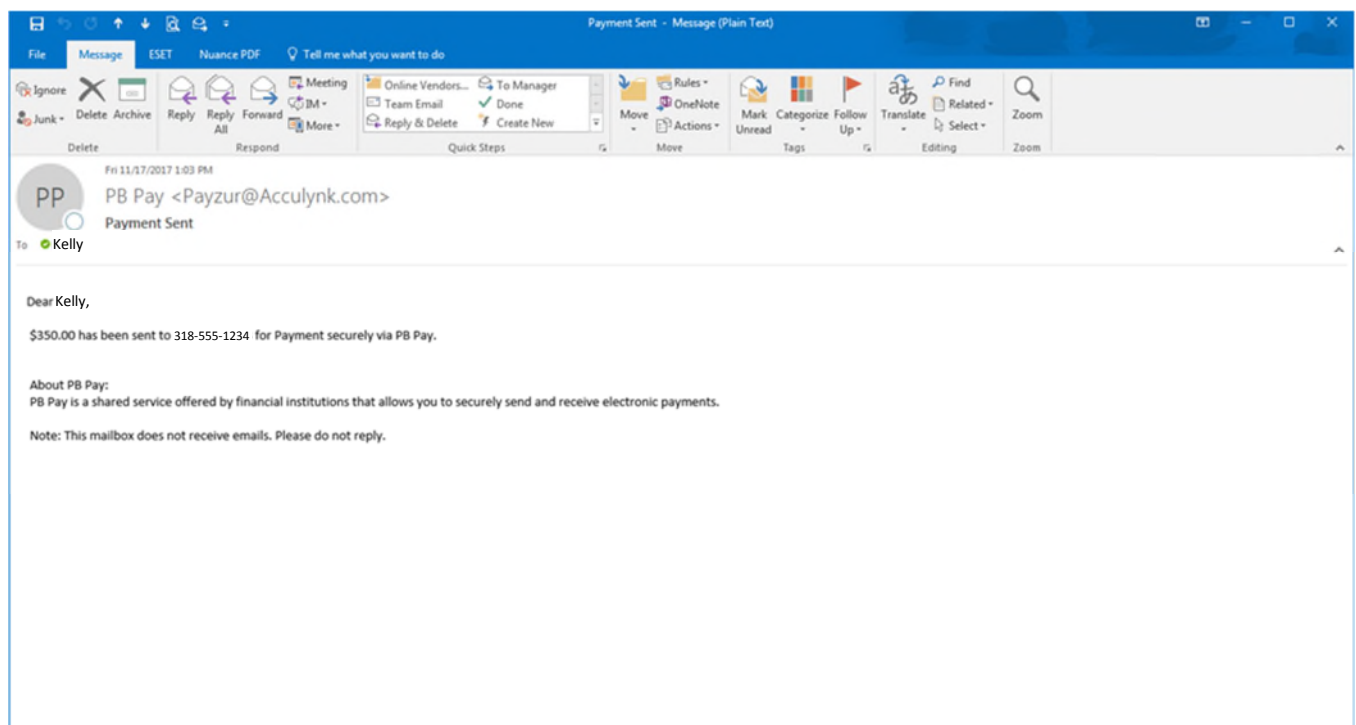 Payment Sent - Message (Plain Text)
File Message ESET Nuance PDF Tell me what you want to do
Ignore
Junk
Delete
Archive
Delete
Reply
Reply All
Forward
Meeting
IM
More
Respond
Online Vendors...
Team Email
Reply & Delete
To Manager
Done
Create New
Quick Steps
Move
Rules
OneNote
Actions
Move
Mark Unread
Categorize
Follow Up
Tags
Translate
Find
Related
Select
Editing
Zoom
Zoom
Fri 11/17/2017 1:03 PM
PP
PB Pay <Payzur@Acculynk.com>
Payment Sent
To Kelly
Dear Kelly,
$350.00 has been sent to 318-555-1234 for Payment securely via PB Pay.
About PB Pay:
PB Pay is a shared service offered by financial institutions that allows you to securely send and receive electronic payments.
Note: This mailbox does not receive emails. Please do not reply.